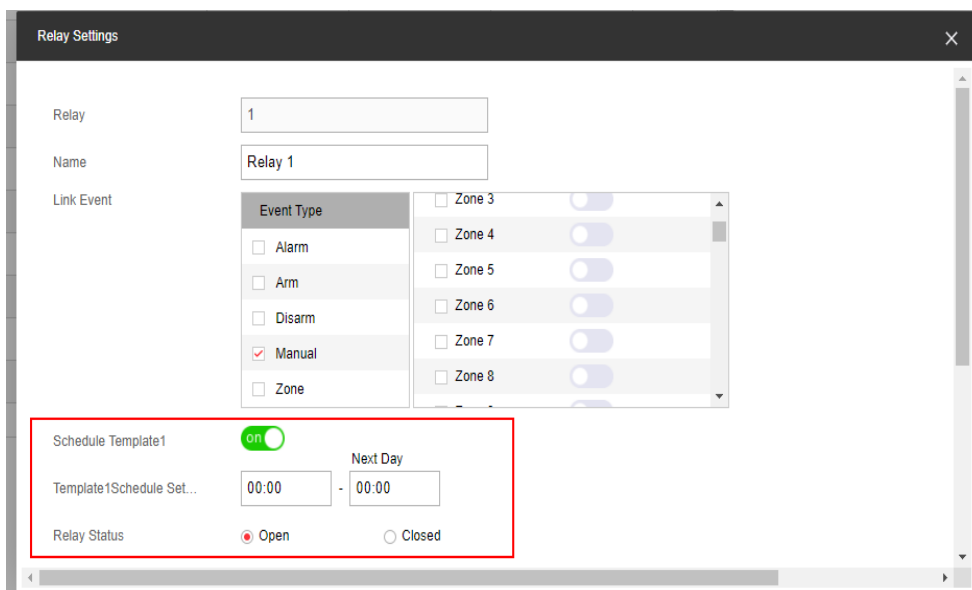 Relay Settings
Relay 1
Name Relay 1
Link Event
Event Type
Alarm
Arm
Disarm
Manual
Zone
Zone 3
Zone 4
Zone 5
Zone 6
Zone 7
Zone 8
Schedule Template1 on
Next Day
Template1Schedule Set... 00:00 - 00:00
Relay Status Open Closed